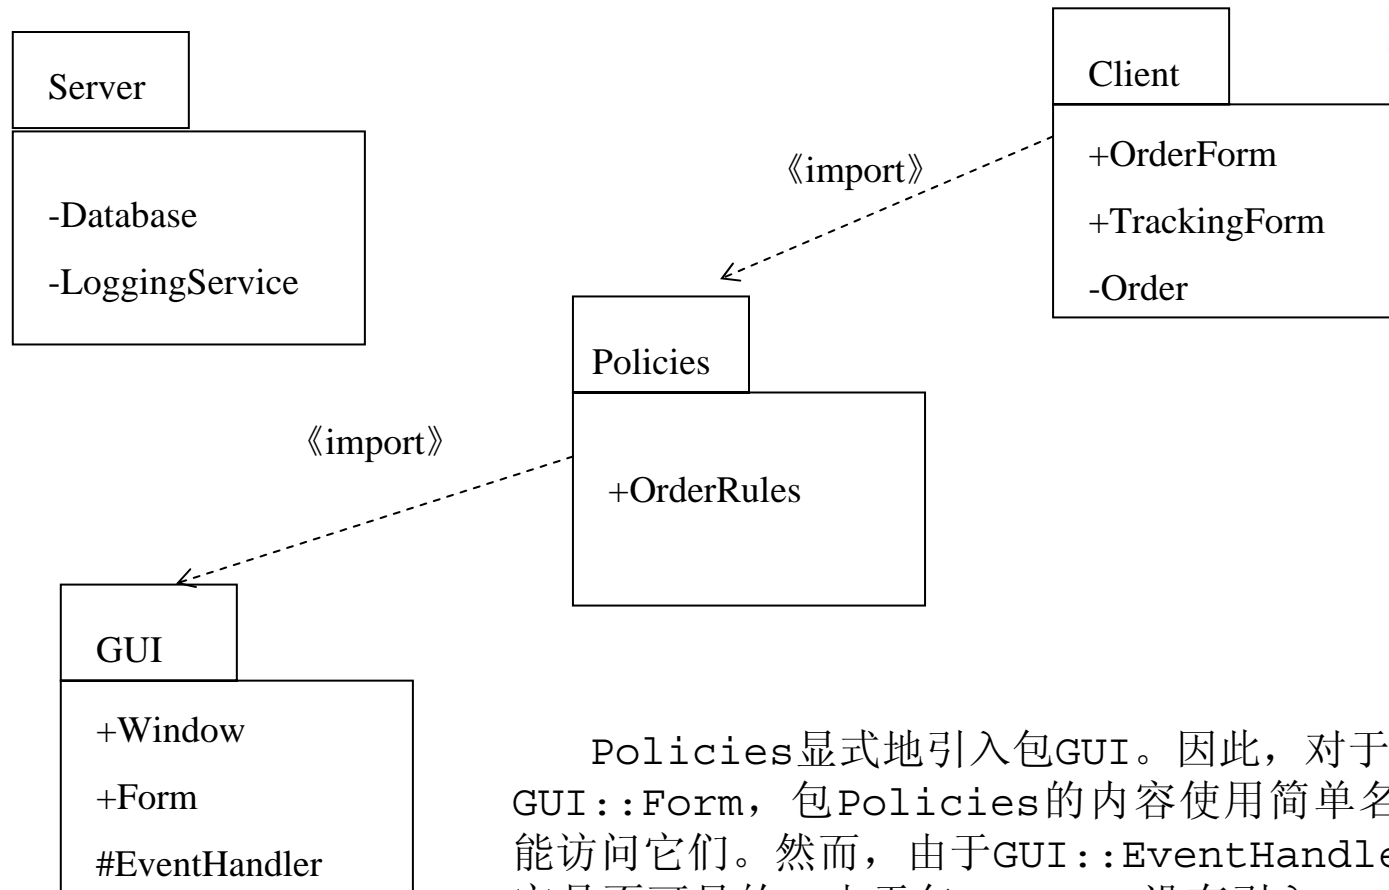 Server
-Database
-LoggingService
Client
+OrderForm
+TrackingForm
-Order
《import》
Policies
+OrderRules
《import》
GUI
+Window
+Form
#EventHandler
Policies显式地引入包GUI。因此,对于
GUI::Form,包Policies的内容使用简单名
能访问它们。然而,由于GUI::EventHandle